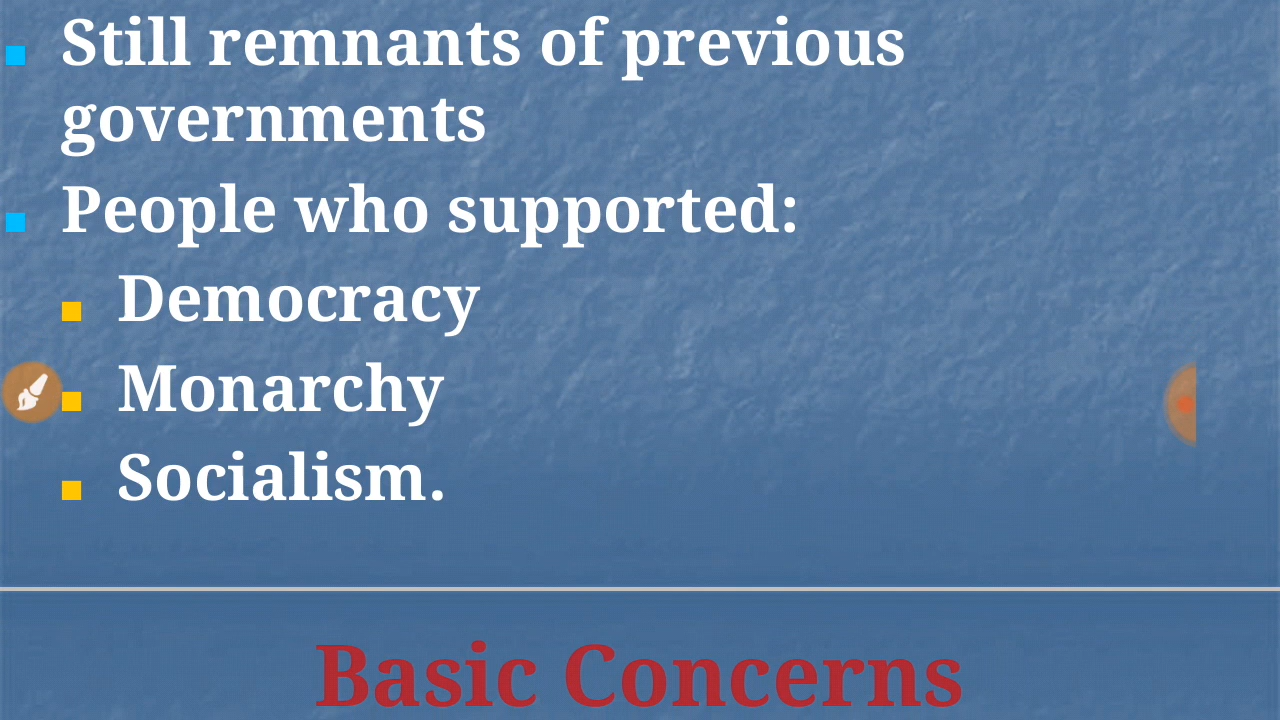 Still remnants of previous
governments
People who supported:
Democracy
Monarchy
Socialism.
Basic Concerns